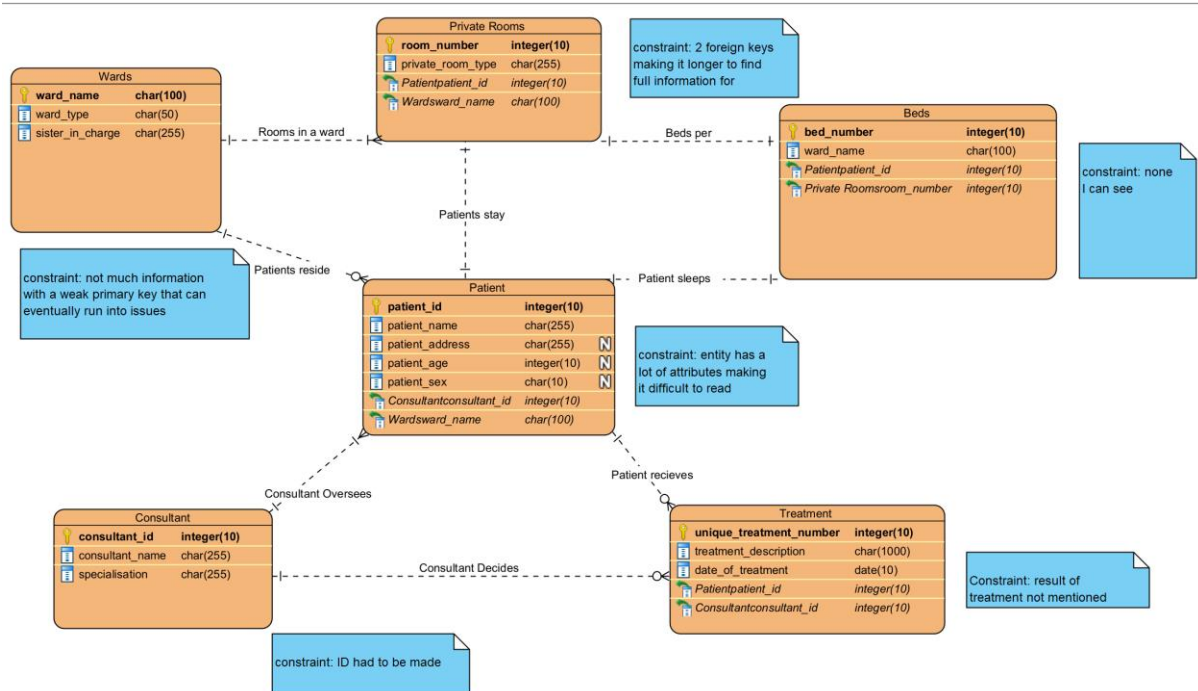 Private Rooms
room_number integer(10)
private_room_type char(255)
Patientpatient_id integer(10)
Wardsward_name char(100)
constraint: 2 foreign keys
making it longer to find
full information for
Wards
ward_name char(100)
ward_type char(50)
sister_in_charge char(255)
Rooms in a ward
Beds per
Beds
bed_number integer(10)
ward_name char(100)
Patientpatient_id integer(10)
Private Roomsroom_number integer(10)
constraint: none
I can see
Patients stay
constraint: not much information
with a weak primary key that can
eventually run into issues
Patients reside
Patient sleeps
Patient
patient_id integer(10)
patient_name char(255)
patient_address char(255) N
patient_age integer(10) N
patient_sex char(10) N
Consultantconsultant_id integer(10)
Wardsward_name char(100)
constraint: entity has a
lot of attributes making
it difficult to read
Consultant Oversees
Patient recieves
Consultant
consultant_id integer(10)
consultant_name char(255)
specialisation char(255)
Consultant Decides
Treatment
unique_treatment_number integer(10)
treatment_description char(1000)
date_of_treatment date(10)
Patientpatient_id integer(10)
Consultantconsultant_id integer(10)
Constraint: result of
treatment not mentioned
constraint: ID had to be made